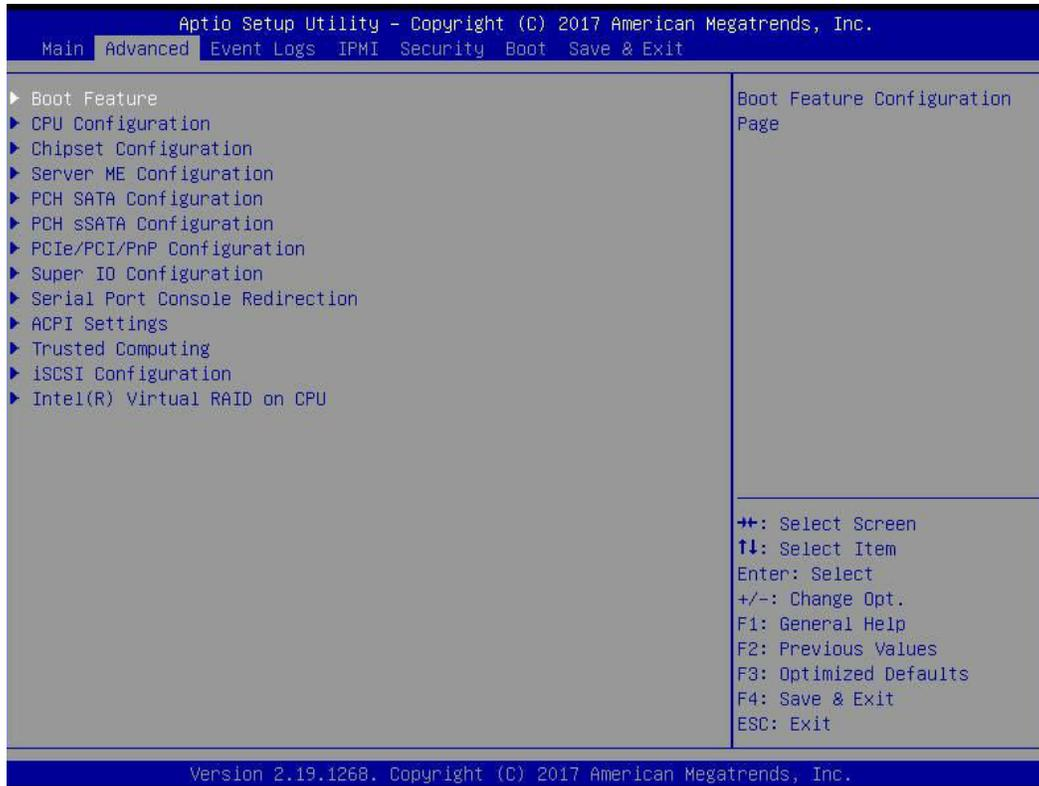 Aptio Setup Utility – Copyright (C) 2017 American Megatrends, Inc.
Main Advanced Event Logs IPMI Security Boot Save & Exit
▶ Boot Feature
▶ CPU Configuration
▶ Chipset Configuration
▶ Server ME Configuration
▶ PCH SATA Configuration
▶ PCH sSATA Configuration
▶ PCIe/PCI/PnP Configuration
▶ Super IO Configuration
▶ Serial Port Console Redirection
▶ ACPI Settings
▶ Trusted Computing
▶ iSCSI Configuration
▶ Intel(R) Virtual RAID on CPU
Boot Feature Configuration
Page
→←: Select Screen
↑↓: Select Item
Enter: Select
+/-: Change Opt.
F1: General Help
F2: Previous Values
F3: Optimized Defaults
F4: Save & Exit
ESC: Exit
Version 2.19.1268. Copyright (C) 2017 American Megatrends, Inc.